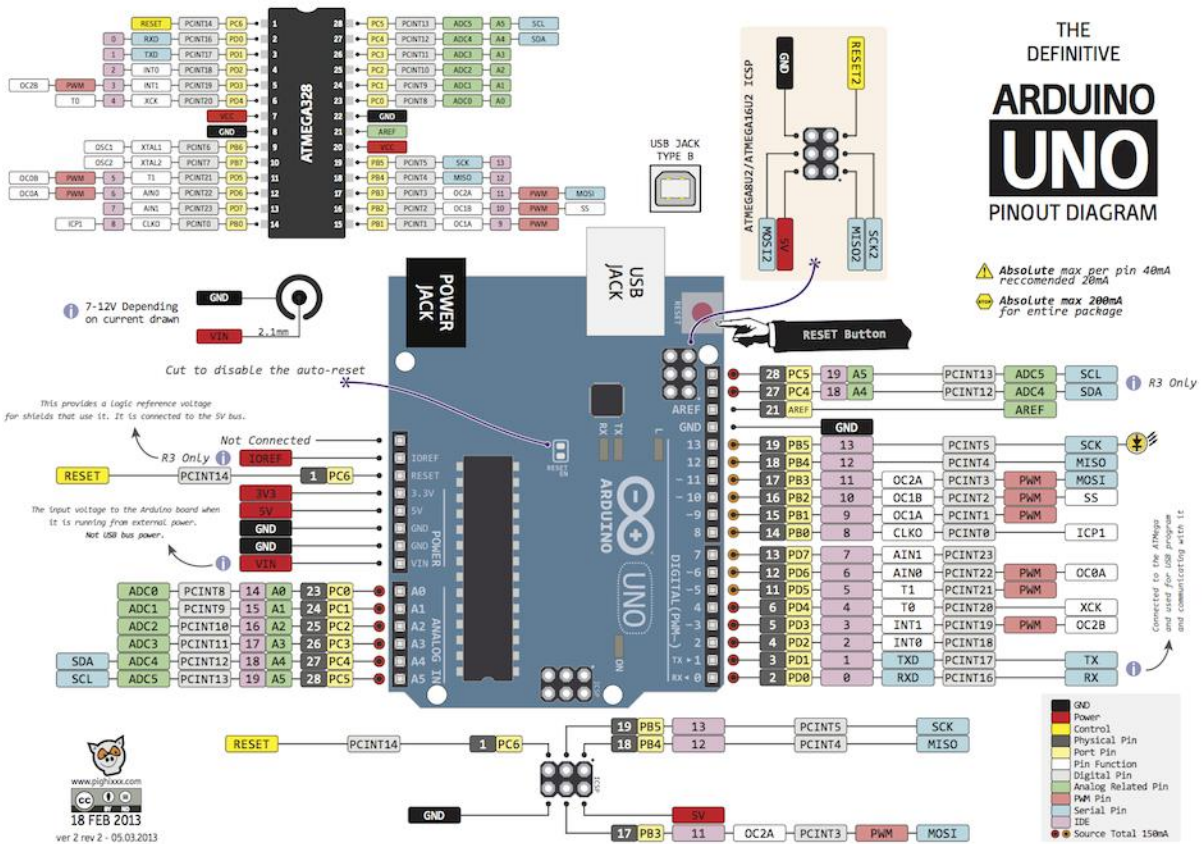 THE
DEFINITIVE
ARDUINO
UNO
PINOUT DIAGRAM
Absolute max per pin 40mA
reccomended 20mA
STOP
Absolute max 200mA
for entire package
ATMEGA328
RESET PCINT14 PC6 1
0 RXD PCINT16 PD0 2
1 TXD PCINT17 PD1 3
2 INT0 PCINT18 PD2 4
OC2B PWM 3 INT1 PCINT19 PD3 5
T0 4 XCK PCINT20 PD4 6
VCC 7
GND 8
OSC1 XTAL1 PCINT6 PB6 9
OSC2 XTAL2 PCINT7 PB7 10
OC0B PWM 5 T1 PCINT21 PD5 11
OC0A PWM 6 AIN0 PCINT22 PD6 12
7 AIN1 PCINT23 PD7 13
ICP1 8 CLKO PCINT0 PB0 14
28 PC5 PCINT13 ADC5 A5 SCL
27 PC4 PCINT12 ADC4 A4 SDA
26 PC3 PCINT11 ADC3 A3
25 PC2 PCINT10 ADC2 A2
24 PC1 PCINT9 ADC1 A1
23 PC0 PCINT8 ADC0 A0
22 GND
21 AREF
20 VCC
19 PB5 PCINT5 SCK 13
18 PB4 PCINT4 MISO 12
17 PB3 PCINT3 OC2A 11 PWM MOSI
16 PB2 PCINT2 OC1B 10 PWM SS
15 PB1 PCINT1 OC1A 9 PWM
USB JACK
TYPE B
ATMEGA8U2/ATMEGA16U2 ICSP
GND
RESET2
MOSI2
5V
MISO2
SCK2
7-12V Depending
on current drawn
GND
VIN
2.1mm
POWER
JACK
USB
JACK
RESET
RESET Button
Cut to disable the auto-reset
This provides a logic reference voltage
for shields that use it. It is connected to the 5V bus.
Not Connected
R3 Only IOREF
RESET PCINT14 1 PC6
3V3
5V
GND
GND
VIN
The input voltage to the Arduino board when
it is running from external power.
Not USB bus power.
ADC0 PCINT8 14 A0 23 PC0
ADC1 PCINT9 15 A1 24 PC1
ADC2 PCINT10 16 A2 25 PC2
ADC3 PCINT11 17 A3 26 PC3
SDA ADC4 PCINT12 18 A4 27 PC4
SCL ADC5 PCINT13 19 A5 28 PC5
IOREF
RESET
3.3V
5V
GND
GND
VIN
POWER
A0
A1
A2
A3
A4
A5
ANALOG IN
RESET
EN
RX
TX
L
ARDUINO
UNO
ON
ICSP
DIGITAL (PWM~)
AREF
GND
13
12
~11
~10
~9
8
7
~6
~5
4
~3
2
TX 1
RX 0
28 PC5 19 A5 PCINT13 ADC5 SCL
27 PC4 18 A4 PCINT12 ADC4 SDA
R3 Only
21 AREF AREF
GND
19 PB5 13 PCINT5 SCK
18 PB4 12 PCINT4 MISO
17 PB3 11 OC2A PCINT3 PWM MOSI
16 PB2 10 OC1B PCINT2 PWM SS
15 PB1 9 OC1A PCINT1 PWM
14 PB0 8 CLKO PCINT0 ICP1
13 PD7 7 AIN1 PCINT23
12 PD6 6 AIN0 PCINT22 PWM OC0A
11 PD5 5 T1 PCINT21 PWM
6 PD4 4 T0 PCINT20 XCK
5 PD3 3 INT1 PCINT19 PWM OC2B
4 PD2 2 INT0 PCINT18
3 PD1 1 TXD PCINT17 TX
2 PD0 0 RXD PCINT16 RX
Connected to the ATMega
and used for USB program
and communicating with it
RESET PCINT14 1 PC6
GND
ICSP
19 PB5 13 PCINT5 SCK
18 PB4 12 PCINT4 MISO
5V
17 PB3 11 OC2A PCINT3 PWM MOSI
GND
Power
Control
Physical Pin
Port Pin
Pin Function
Digital Pin
Analog Related Pin
PWM Pin
Serial Pin
IDE
Source Total 150mA
www.pighixxx.com
cc
BY ND
18 FEB 2013
ver 2 rev 2 - 05.03.2013